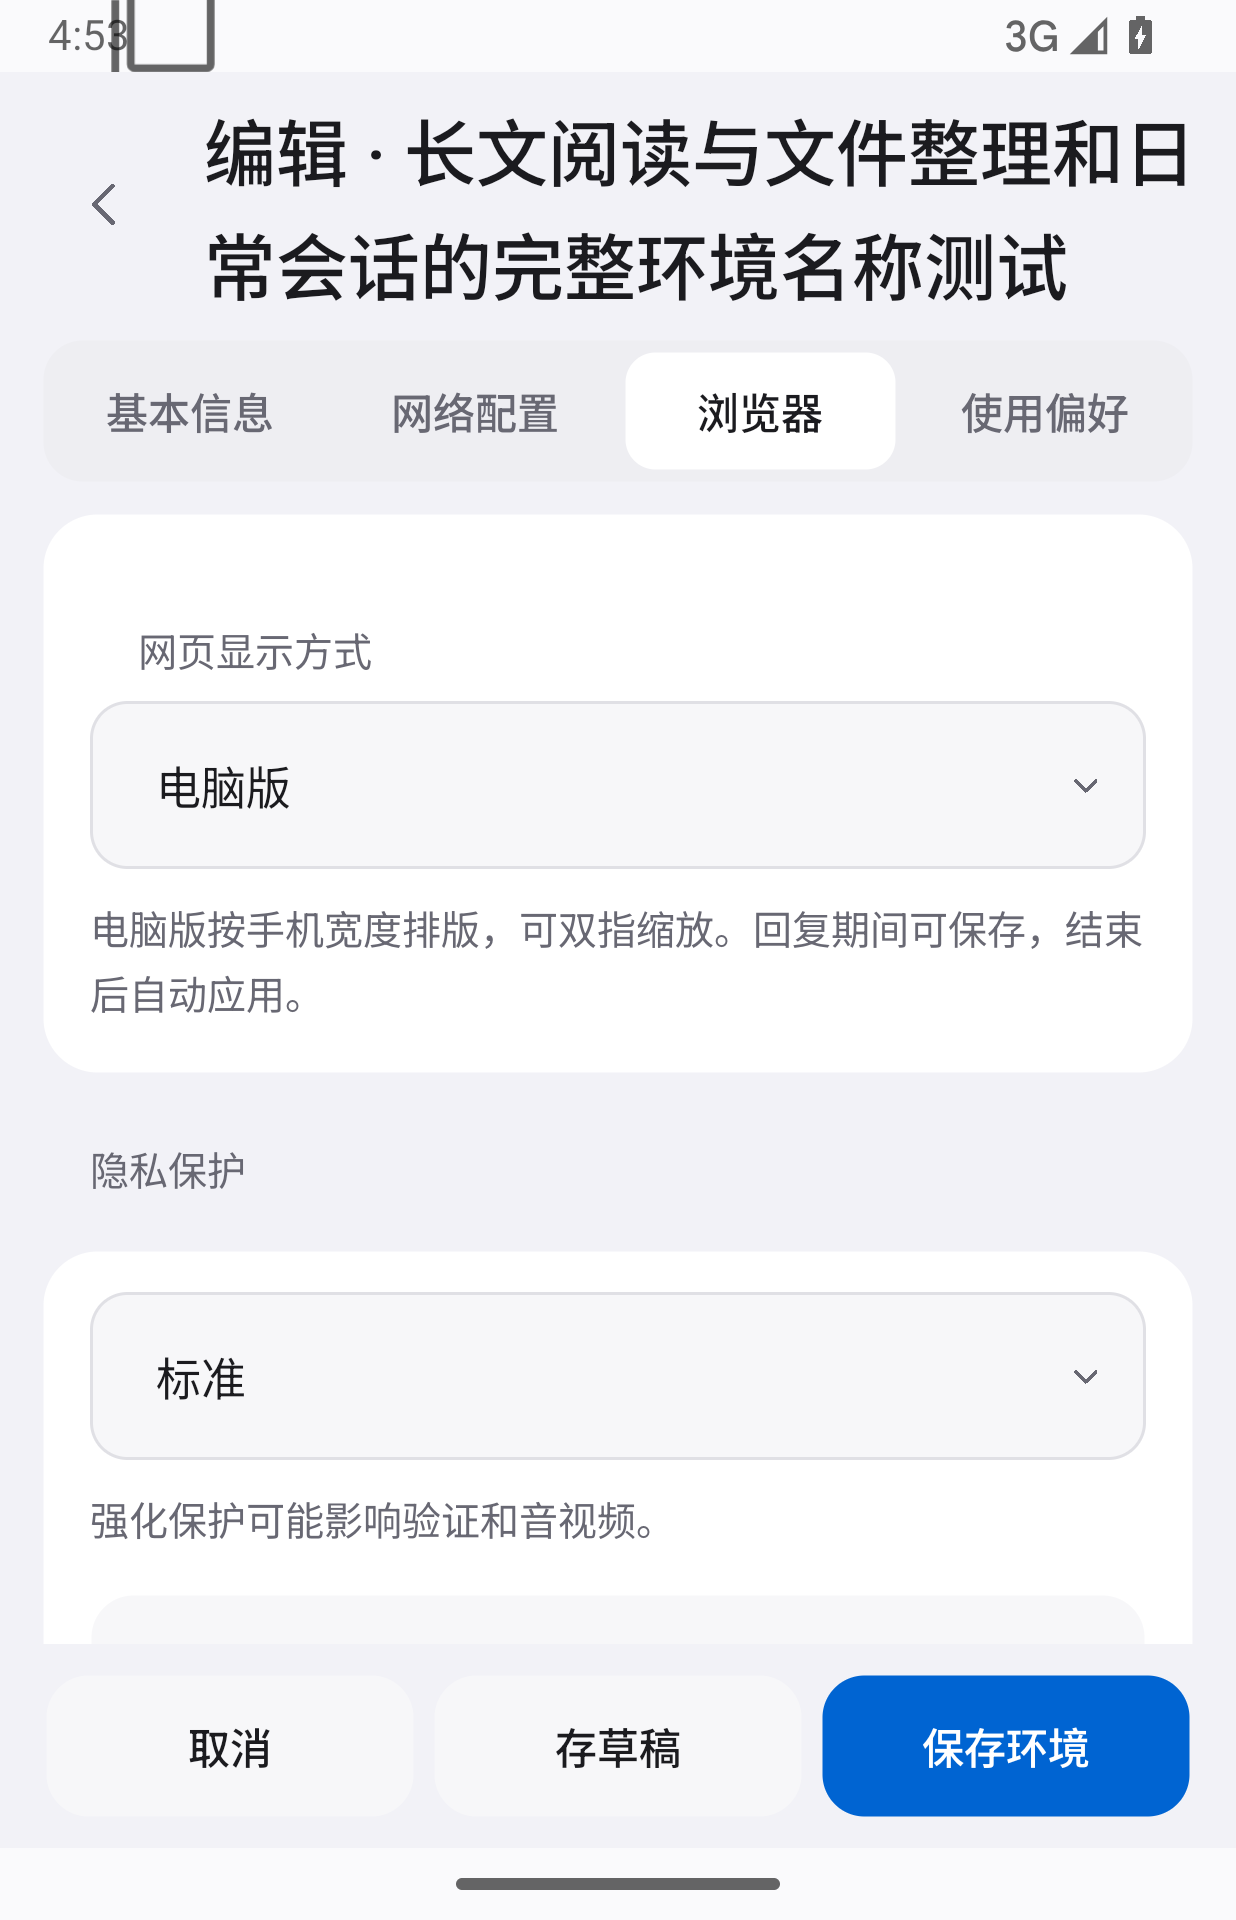 4:53
3G
编辑 · 长文阅读与文件整理和日
常会话的完整环境名称测试
基本信息 网络配置 浏览器 使用偏好
网页显示方式
电脑版
电脑版按手机宽度排版，可双指缩放。回复期间可保存，结束
后自动应用。
隐私保护
标准
强化保护可能影响验证和音视频。
取消 存草稿 保存环境